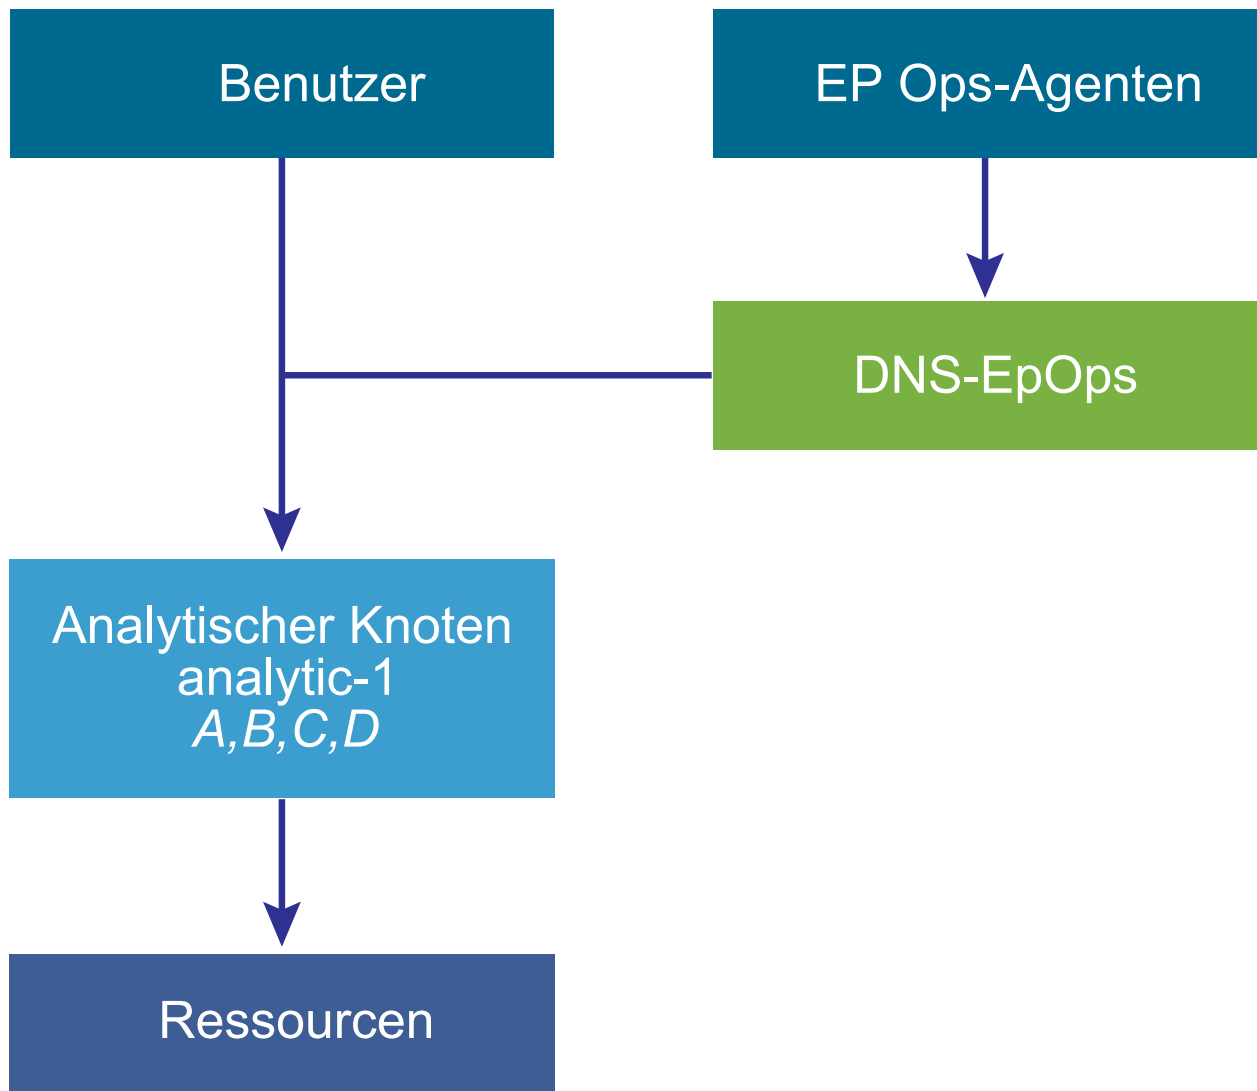 Benutzer
EP Ops-Agenten
DNS-EpOps
Analytischer Knoten
analytic-1
A,B,C,D
Ressourcen